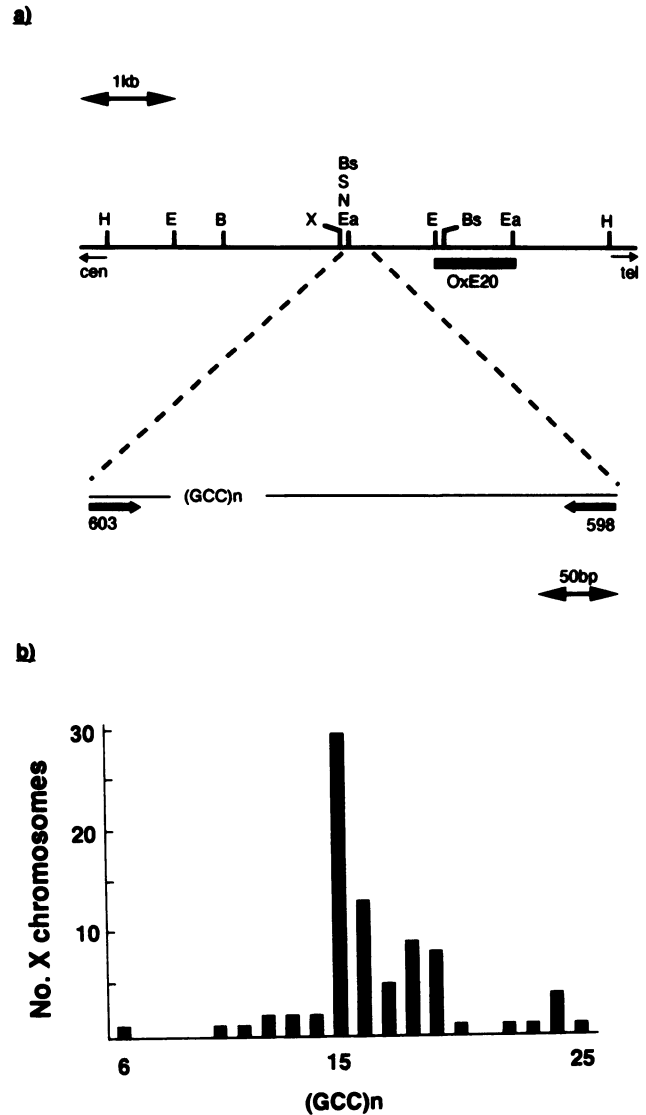 a)
1kb
Bs
S
N
H E B X Ea E Bs Ea H
cen tel
OxE20
(GCC)n
603 598
50bp
b)
No. X chromosomes
30
20
10
6 15 25
(GCC)n